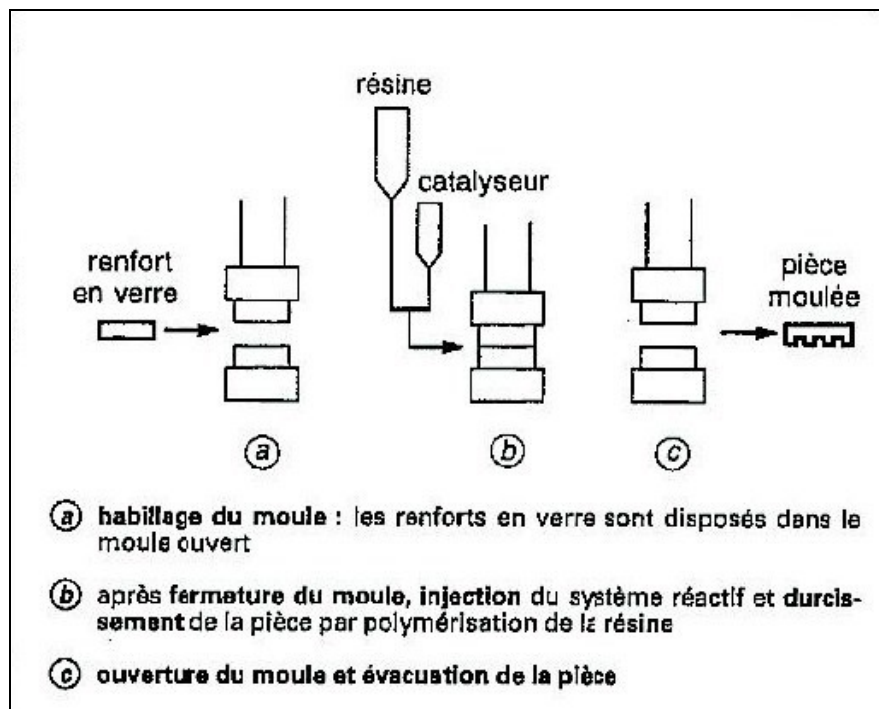 résine
catalyseur
renfort
en verre
pièce
moulée
a
b
c
a habillage du moule : les renforts en verre sont disposés dans le
moule ouvert
b après fermeture du moule, injection du système réactif et durcis-
sement de la pièce par polymérisation de la résine
c ouverture du moule et évacuation de la pièce